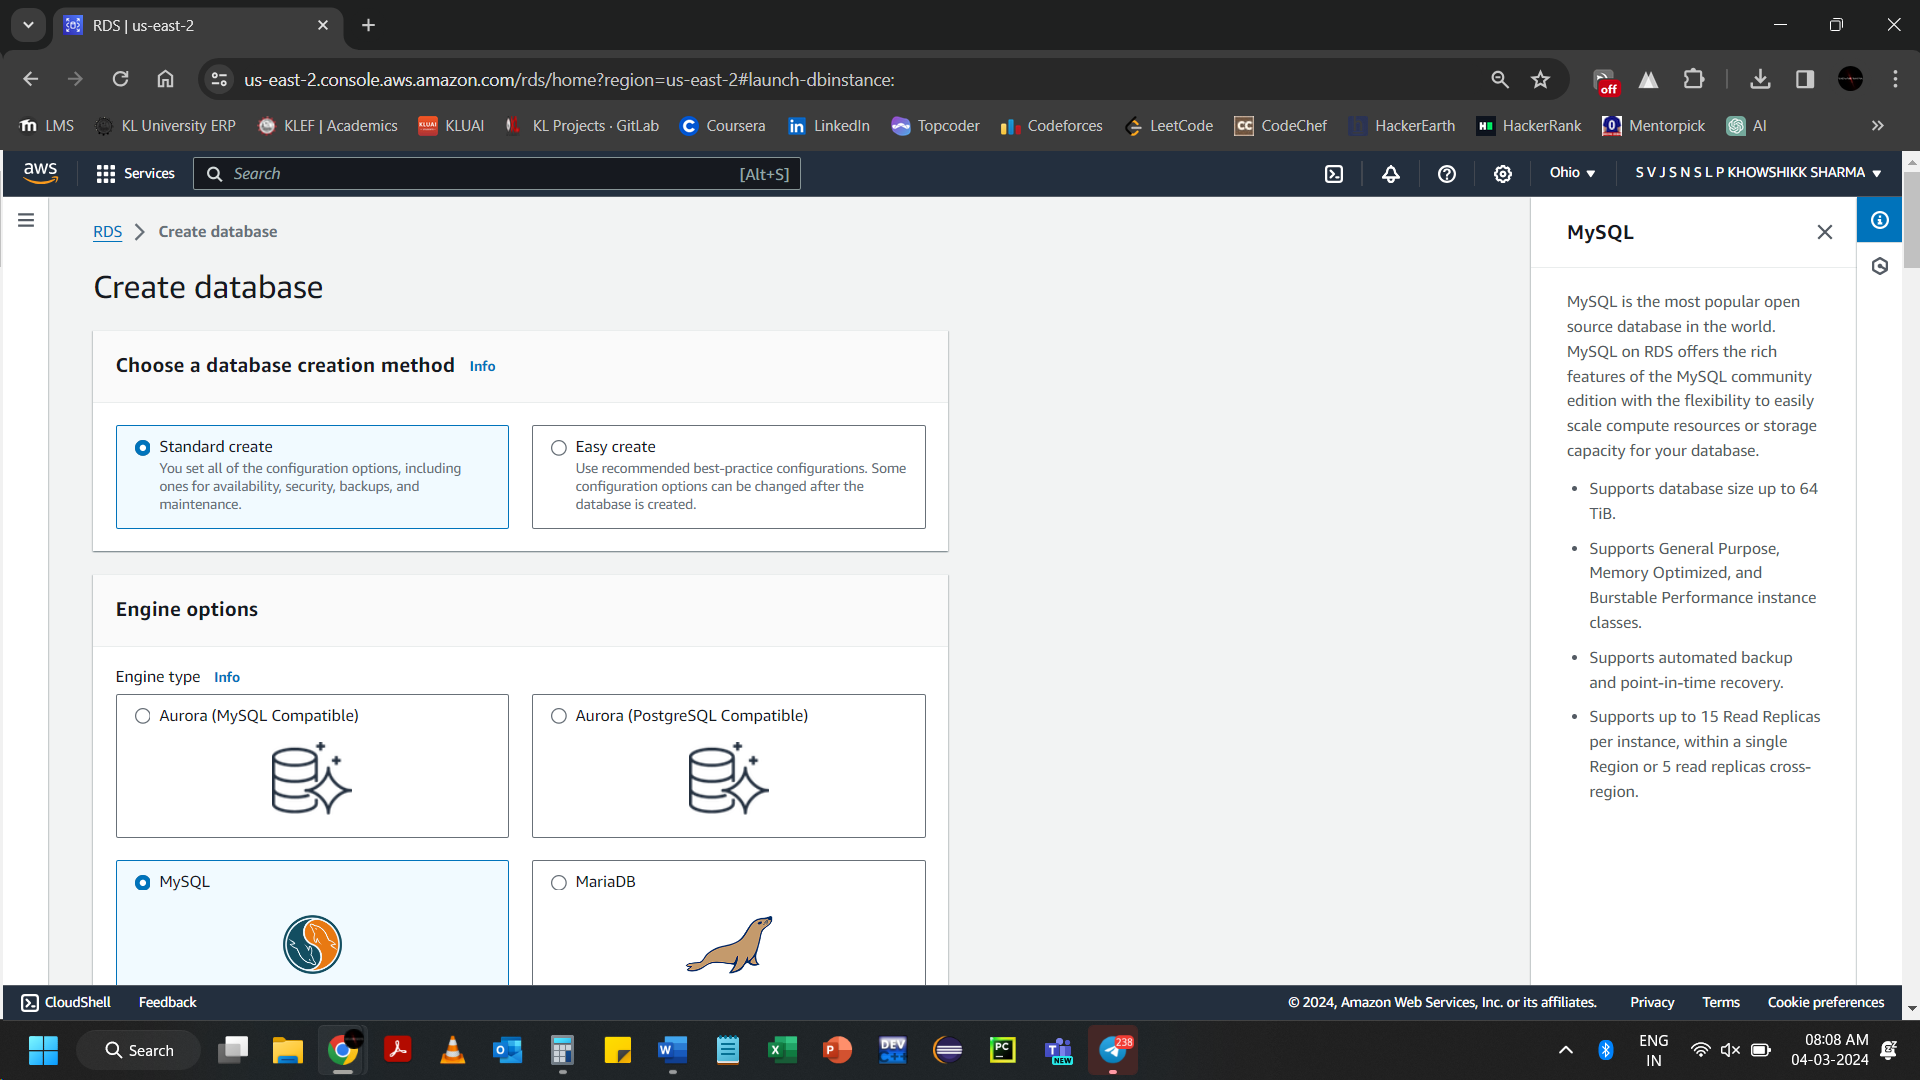 RDS | us-east-2
us-east-2.console.aws.amazon.com/rds/home?region=us-east-2#launch-dbinstance:
off
LMS
KL University ERP
KLEF | Academics
KLUAI
KLUAI
KL Projects · GitLab
Coursera
LinkedIn
Topcoder
Codeforces
LeetCode
CodeChef
HackerEarth
HackerRank
Mentorpick
AI
aws
Services
Search
[Alt+S]
Ohio ▼
S V J S N S L P KHOWSHIKK SHARMA ▼
RDS > Create database
Create database
Choose a database creation method Info
Standard create
You set all of the configuration options, including
ones for availability, security, backups, and
maintenance.
Easy create
Use recommended best-practice configurations. Some
configuration options can be changed after the
database is created.
Engine options
Engine type Info
Aurora (MySQL Compatible)
Aurora (PostgreSQL Compatible)
MySQL
MariaDB
MySQL
MySQL is the most popular open
source database in the world.
MySQL on RDS offers the rich
features of the MySQL community
edition with the flexibility to easily
scale compute resources or storage
capacity for your database.
• Supports database size up to 64
TiB.
• Supports General Purpose,
Memory Optimized, and
Burstable Performance instance
classes.
• Supports automated backup
and point-in-time recovery.
• Supports up to 15 Read Replicas
per instance, within a single
Region or 5 read replicas cross-
region.
CloudShell
Feedback
© 2024, Amazon Web Services, Inc. or its affiliates.
Privacy
Terms
Cookie preferences
Search
DEV
PC
NEW
238
ENG
IN
08:08 AM
04-03-2024